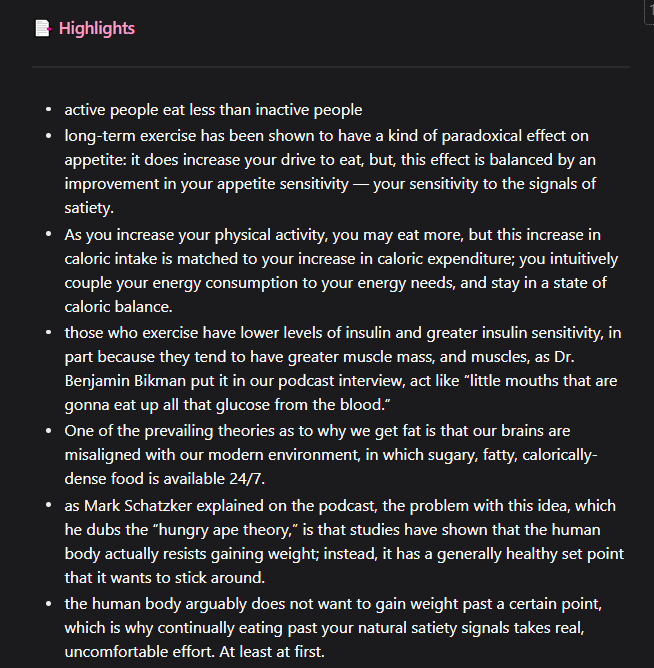 Highlights
• active people eat less than inactive people
• long-term exercise has been shown to have a kind of paradoxical effect on
appetite: it does increase your drive to eat, but, this effect is balanced by an
improvement in your appetite sensitivity — your sensitivity to the signals of
satiety.
• As you increase your physical activity, you may eat more, but this increase in
caloric intake is matched to your increase in caloric expenditure; you intuitively
couple your energy consumption to your energy needs, and stay in a state of
caloric balance.
• those who exercise have lower levels of insulin and greater insulin sensitivity, in
part because they tend to have greater muscle mass, and muscles, as Dr.
Benjamin Bikman put it in our podcast interview, act like “little mouths that are
gonna eat up all that glucose from the blood.”
• One of the prevailing theories as to why we get fat is that our brains are
misaligned with our modern environment, in which sugary, fatty, calorically-
dense food is available 24/7.
• as Mark Schatzker explained on the podcast, the problem with this idea, which
he dubs the “hungry ape theory,” is that studies have shown that the human
body actually resists gaining weight; instead, it has a generally healthy set point
that it wants to stick around.
• the human body arguably does not want to gain weight past a certain point,
which is why continually eating past your natural satiety signals takes real,
uncomfortable effort. At least at first.